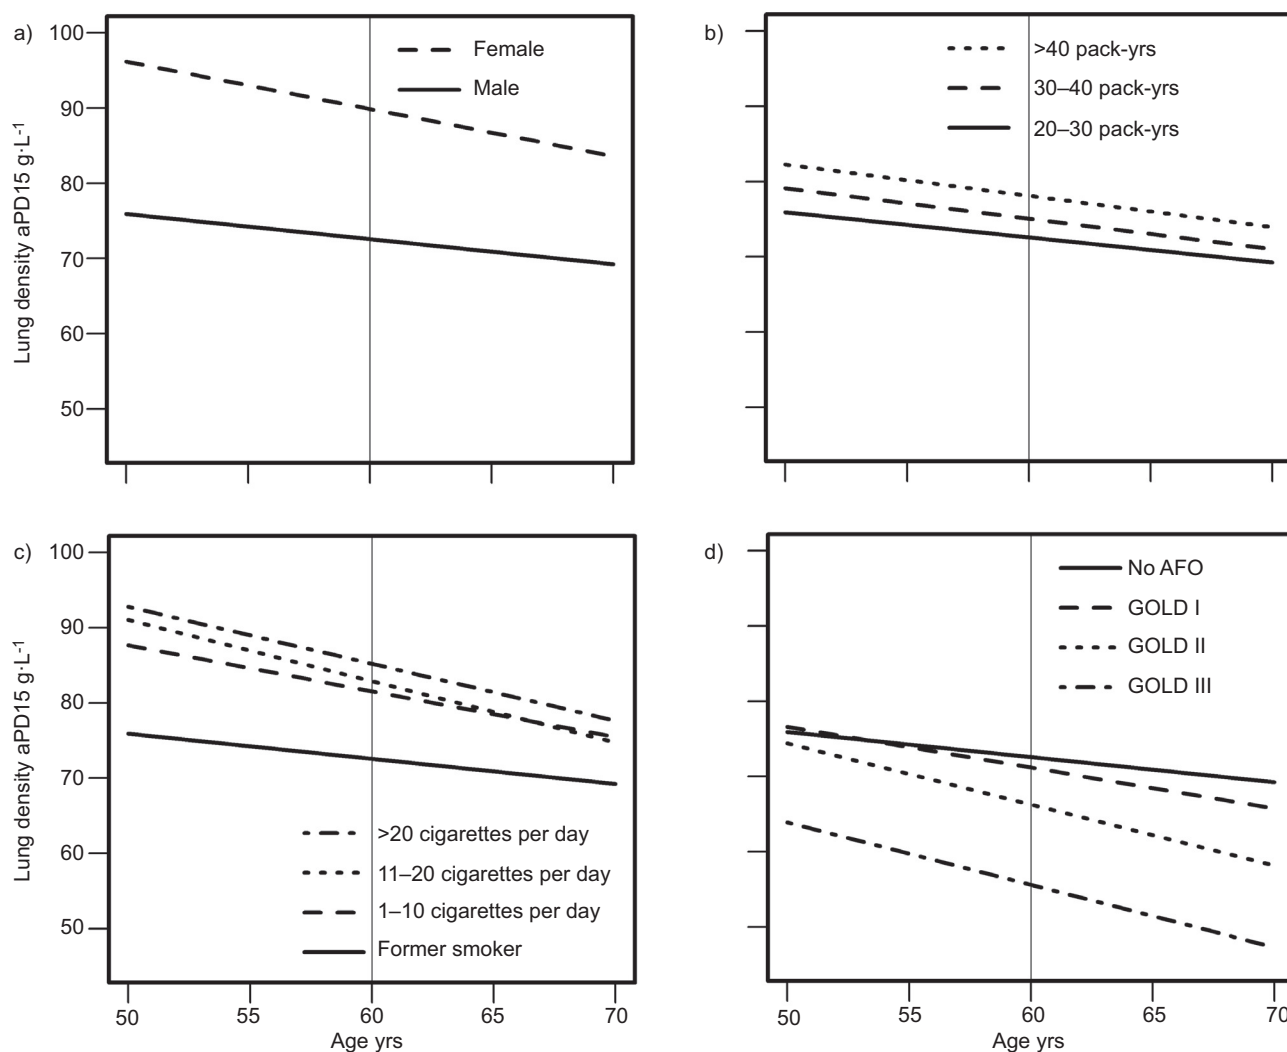 a)
100
90
80
70
60
50
Lung density aPD15 g·L-1
Female
Male
b)
>40 pack-yrs
30–40 pack-yrs
20–30 pack-yrs
c)
100
90
80
70
60
50
Lung density aPD15 g·L-1
>20 cigarettes per day
11–20 cigarettes per day
1–10 cigarettes per day
Former smoker
50 55 60 65 70
Age yrs
d)
No AFO
GOLD I
GOLD II
GOLD III
50 55 60 65 70
Age yrs